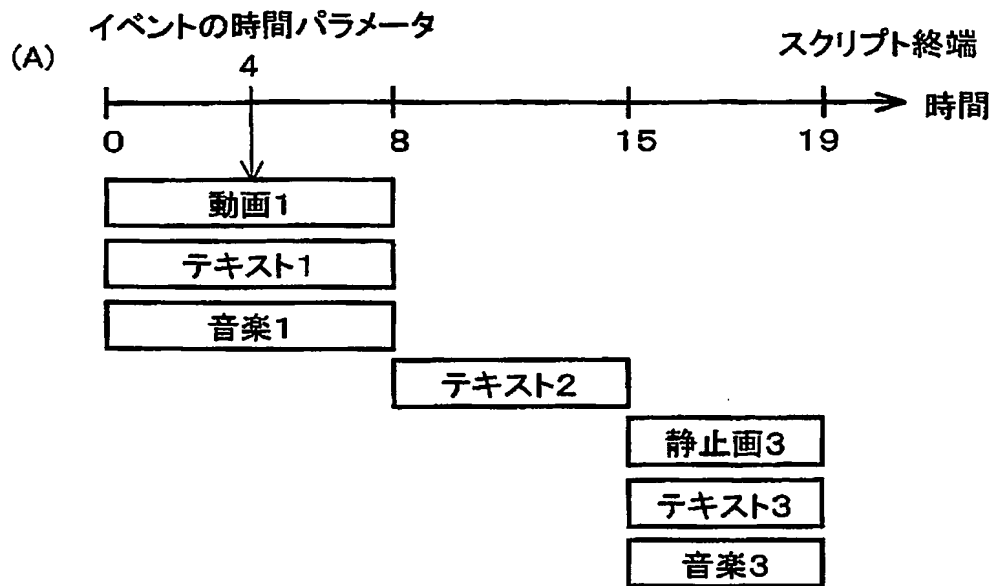 イベントの時間パラメータ
(A)
スクリプト終端
4
時間
0 8 15 19
動画1
テキスト1
音楽1
テキスト2
静止画3
テキスト3
音楽3